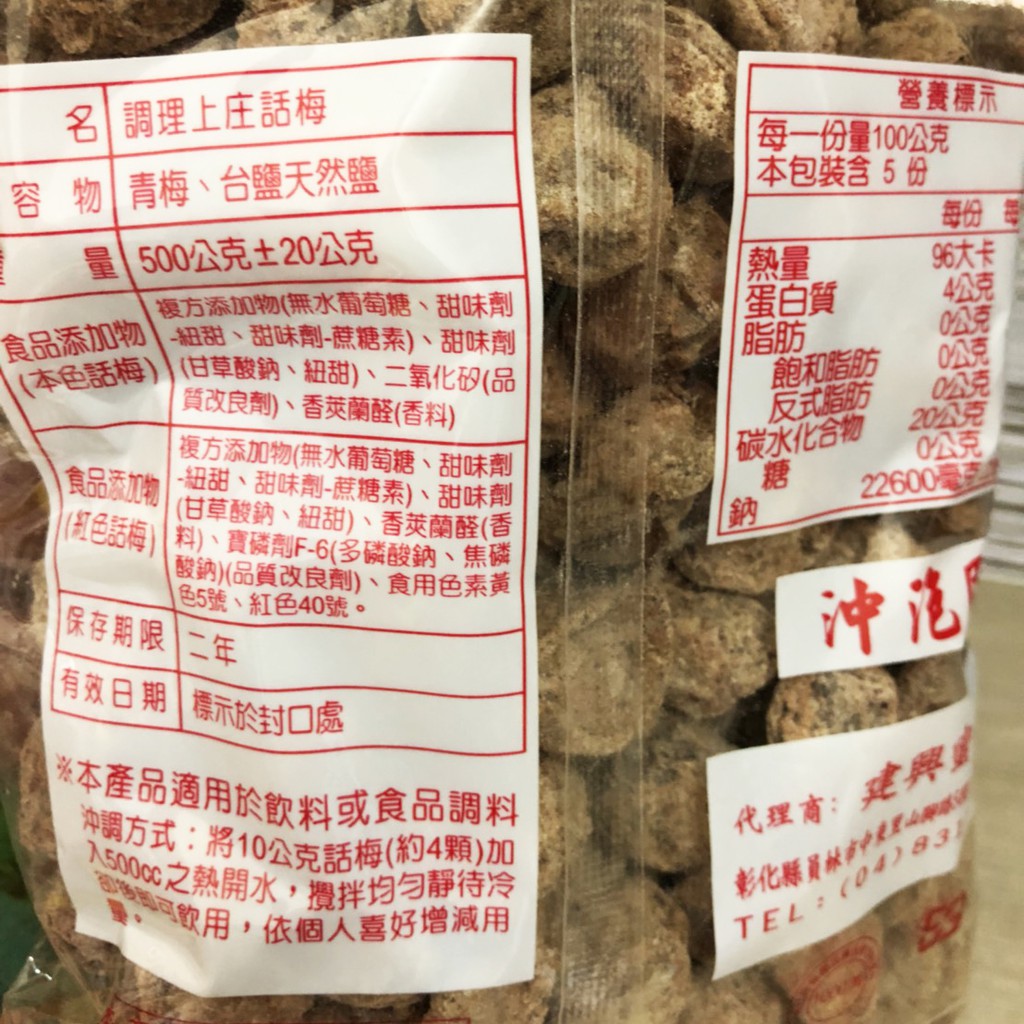 名 調理上庄話梅
容物 青梅、台鹽天然鹽
量 500公克±20公克
食品添加物
(本色話梅)
複方添加物(無水葡萄糖、甜味劑
-紐甜、甜味劑-蔗糖素)、甜味劑
(甘草酸鈉、紐甜)、二氧化矽(品
質改良劑)、香莢蘭醛(香料)
食品添加物
(紅色話梅)
複方添加物(無水葡萄糖、甜味劑
-紐甜、甜味劑-蔗糖素)、甜味劑
(甘草酸鈉、紐甜)、香莢蘭醛(香
料)、寶磷劑F-6(多磷酸鈉、焦磷
酸鈉)(品質改良劑)、食用色素黃
色5號、紅色40號。
保存期限 二年
有效日期 標示於封口處
※本產品適用於飲料或食品調料
沖調方式：將10公克話梅(約4顆)加
入500cc之熱開水，攪拌均勻靜待冷
卻後即可飲用，依個人喜好增減用
量。
營養標示
每一份量100公克
本包裝含 5 份
每份 每
熱量 96大卡
蛋白質 4公克
脂肪 0公克
飽和脂肪 0公克
反式脂肪 0公克
碳水化合物 20公克
糖 0公克
鈉 22600毫克
沖泡
代理商：建興
彰化縣員林市中東里山腳路
TEL：(04)831